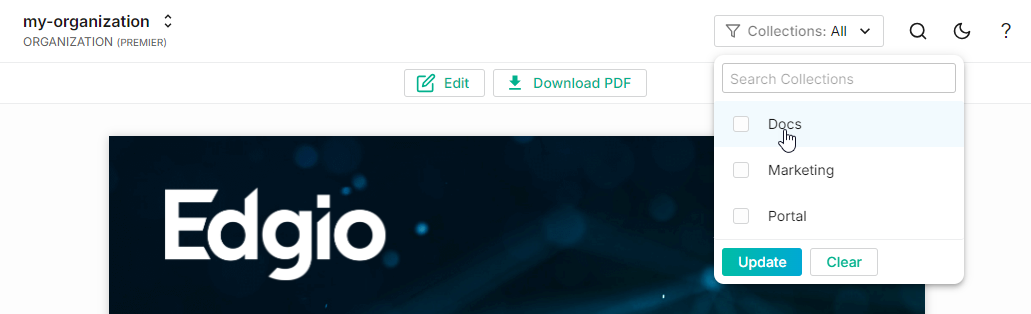 my-organization
ORGANIZATION (PREMIER)
Collections: All
?
Edit
Download PDF
Search Collections
Docs
Marketing
Portal
Update
Clear
Edgio